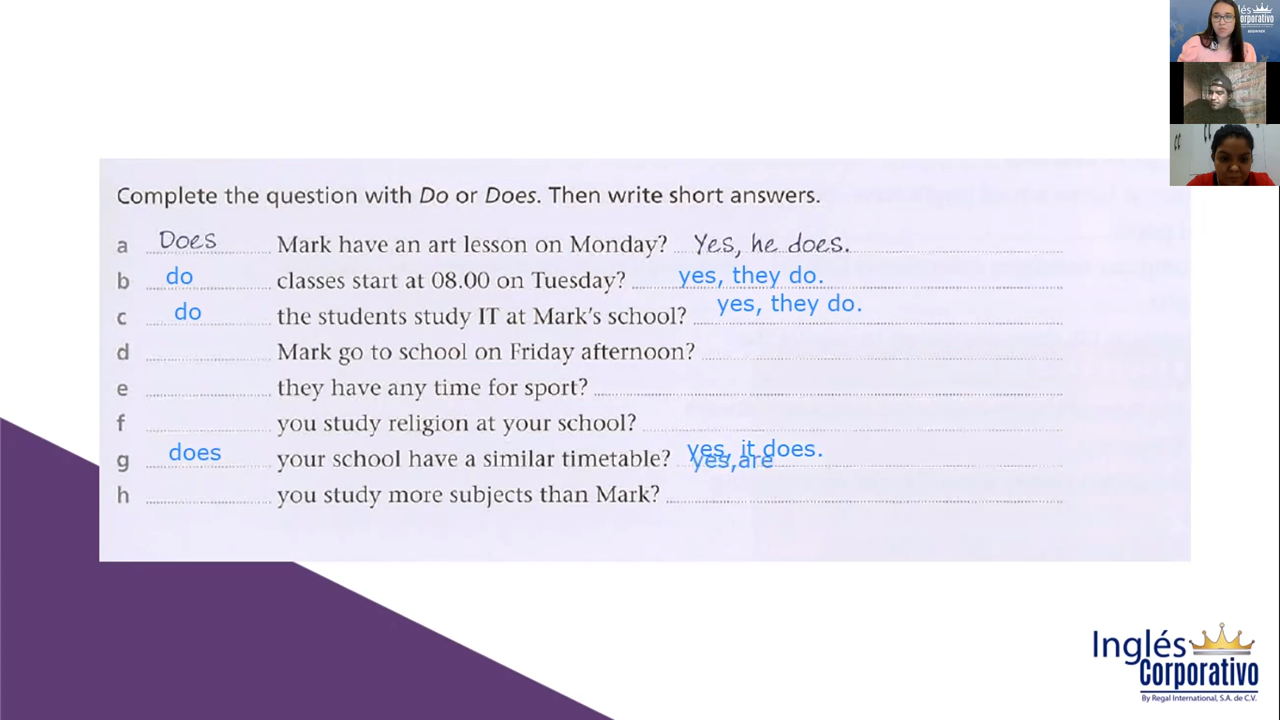 lés
Corporativo
BEGINNER
Complete the question with Do or Does. Then write short answers.
a Does Mark have an art lesson on Monday? Yes, he does.
b do classes start at 08.00 on Tuesday? yes, they do.
c do the students study IT at Mark's school? yes, they do.
d Mark go to school on Friday afternoon?
e they have any time for sport?
f you study religion at your school?
g does your school have a similar timetable? yes, it does.
yes,are
h you study more subjects than Mark?
Inglés
Corporativo
By Regal International, S.A. de C.V.